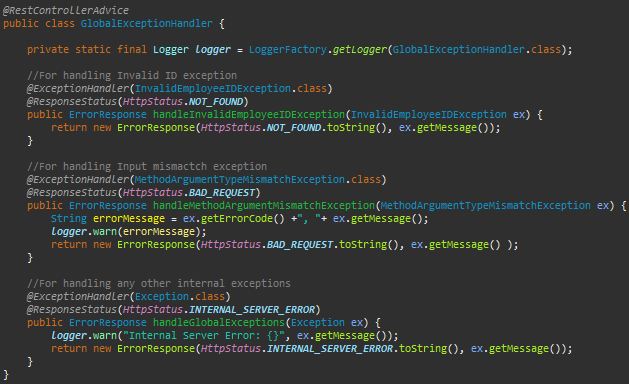 @RestControllerAdvice
public class GlobalExceptionHandler {
private static final Logger logger = LoggerFactory.getLogger(GlobalExceptionHandler.class);
//For handling Invalid ID exception
@ExceptionHandler(InvalidEmployeeIDException.class)
@ResponseStatus(HttpStatus.NOT_FOUND)
public ErrorResponse handleInvalidEmployeeIDException(InvalidEmployeeIDException ex) {
return new ErrorResponse(HttpStatus.NOT_FOUND.toString(), ex.getMessage());
}
//For handling Input mismactch exception
@ExceptionHandler(MethodArgumentTypeMismatchException.class)
@ResponseStatus(HttpStatus.BAD_REQUEST)
public ErrorResponse handleMethodArgumentMismatchException(MethodArgumentTypeMismatchException ex) {
String errorMessage = ex.getErrorCode() +", "+ ex.getMessage();
logger.warn(errorMessage);
return new ErrorResponse(HttpStatus.BAD_REQUEST.toString(), ex.getMessage() );
}
//For handling any other internal exceptions
@ExceptionHandler(Exception.class)
@ResponseStatus(HttpStatus.INTERNAL_SERVER_ERROR)
public ErrorResponse handleGlobalExceptions(Exception ex) {
logger.warn("Internal Server Error: {}", ex.getMessage());
return new ErrorResponse(HttpStatus.INTERNAL_SERVER_ERROR.toString(), ex.getMessage());
}
}